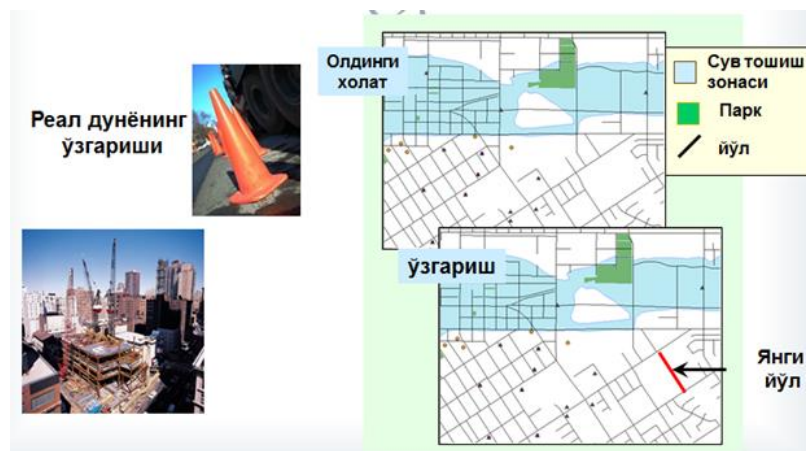 Реал дунёнинг
ўзгариши
Олдинги
холат
Сув тошиш
зонаси
Парк
йўл
ўзгариш
Янги
йўл